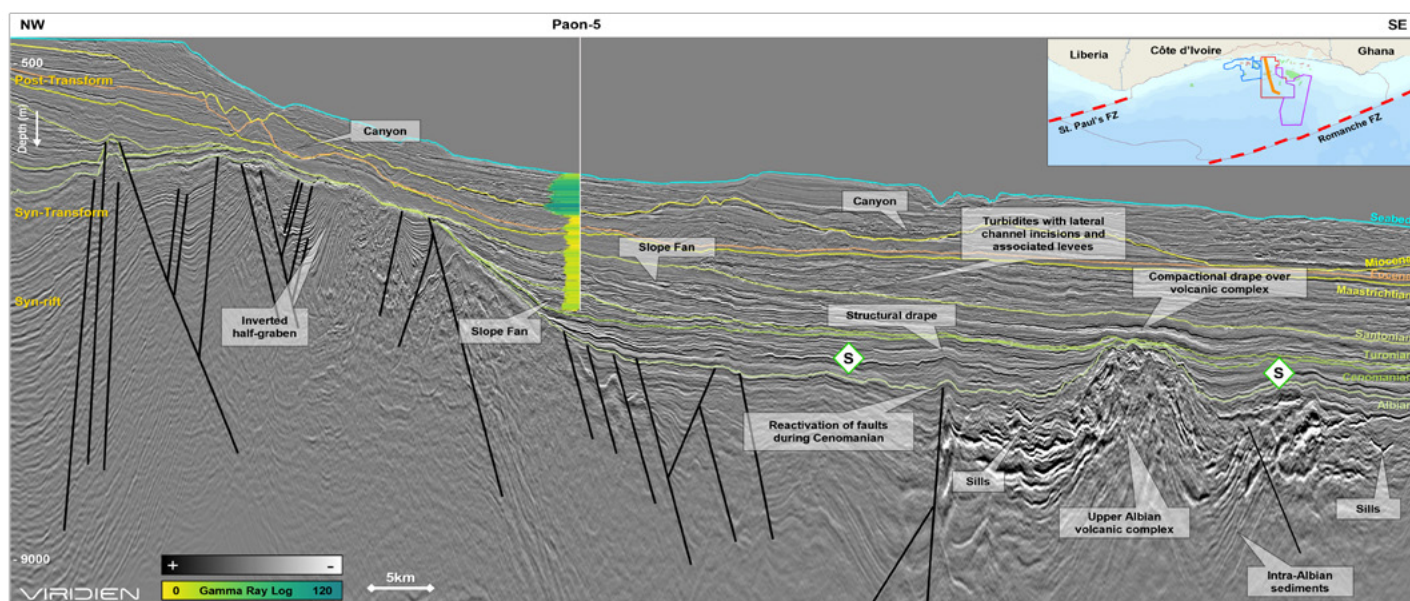 NW
Paon-5
SE
Liberia
Côte d'Ivoire
Ghana
St. Paul's FZ
Romanche FZ
- 500
Post-Transform
Depth (m)
Canyon
Syn-Transform
Canyon
Turbidites with lateral
channel incisions and
associated levees
Seabed
Slope Fan
Miocene
Eocene
Compactional drape over
volcanic complex
Maastrichtian
Syn-rift
Inverted
half-graben
Slope Fan
Structural drape
Santonian
S
Turonian
S
Cenomanian
Albian
Reactivation of faults
during Cenomanian
Sills
Upper Albian
volcanic complex
Sills
- 9000
+
-
Intra-Albian
sediments
VIRIDIEN
0 Gamma Ray Log 120
5km